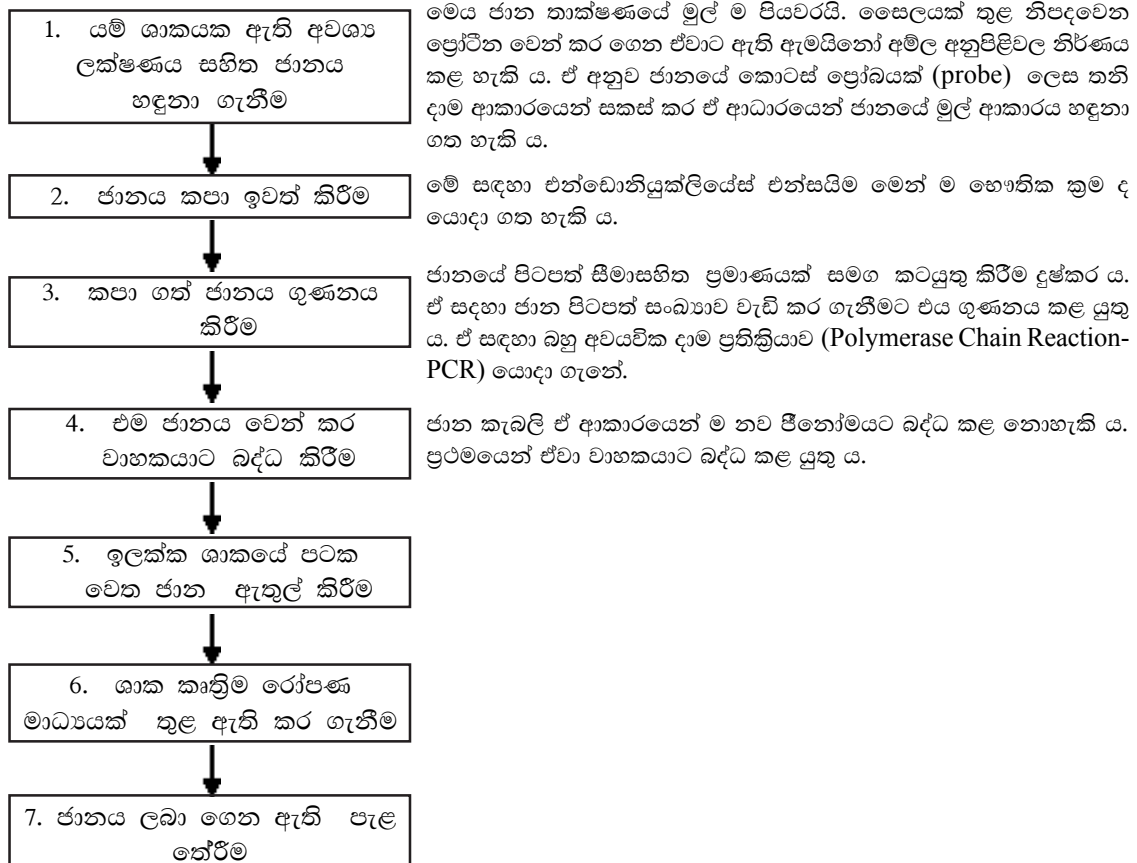 1. යම් ශාකයක ඇති අවශ්‍ය
ලක්ෂණය සහිත ජානය
හඳුනා ගැනීම
මෙය ජාන තාක්ෂණයේ මුල් ම පියවරයි. සෛලයක් තුළ නිපදවෙන
ප්‍රෝටීන වෙන් කර ගෙන ඒවාට ඇති ඇමයිනෝ අම්ල අනුපිළිවල නිර්ණය
කළ හැකි ය. ඒ අනුව ජානයේ කොටස් ප්‍රෝබයක් (probe) ලෙස තනි
දාම ආකාරයෙන් සකස් කර ඒ ආධාරයෙන් ජානයේ මුල් ආකාරය හඳුනා
ගත හැකි ය.
2. ජානය කපා ඉවත් කිරීම
මේ සඳහා එන්ඩොනියුක්ලියේස් එන්සයිම මෙන් ම භෞතික ක්‍රම ද
යොදා ගත හැකි ය.
3. කපා ගත් ජානය ගුණනය
කිරීම
ජානයේ පිටපත් සීමාසහිත ප්‍රමාණයක් සමග කටයුතු කිරීම දුෂ්කර ය.
ඒ සදහා ජාන පිටපත් සංඛ්‍යාව වැඩි කර ගැනීමට එය ගුණනය කළ යුතු
ය. ඒ සඳහා බහු අවයවික දාම ප්‍රතික්‍රියාව (Polymerase Chain Reaction-
PCR) යොදා ගැනේ.
4. එම ජානය වෙන් කර
වාහකයාට බද්ධ කිරීම
ජාන කැබලි ඒ ආකාරයෙන් ම නව ජීනෝමයට බද්ධ කළ නොහැකි ය.
ප්‍රථමයෙන් ඒවා වාහකයාට බද්ධ කළ යුතු ය.
5. ඉලක්ක ශාකයේ පටක
වෙත ජාන ඇතුල් කිරීම
6. ශාක කෘත්‍රිම රෝපණ
මාධ්‍යයක් තුළ ඇති කර ගැනීම
7. ජානය ලබා ගෙන ඇති පැළ
තේරීම